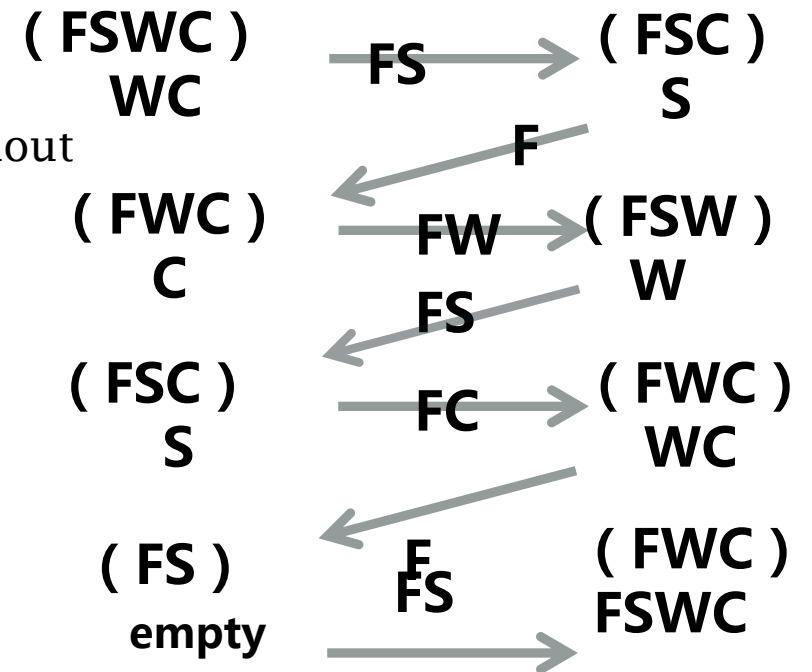 ( FSWC )
FS
( FSC )
WC
S
out
F
( FWC )
FW
( FSW )
C
W
FS
( FSC )
FC
( FWC )
S
WC
( FS )
F
( FWC )
FS
FSWC
empty